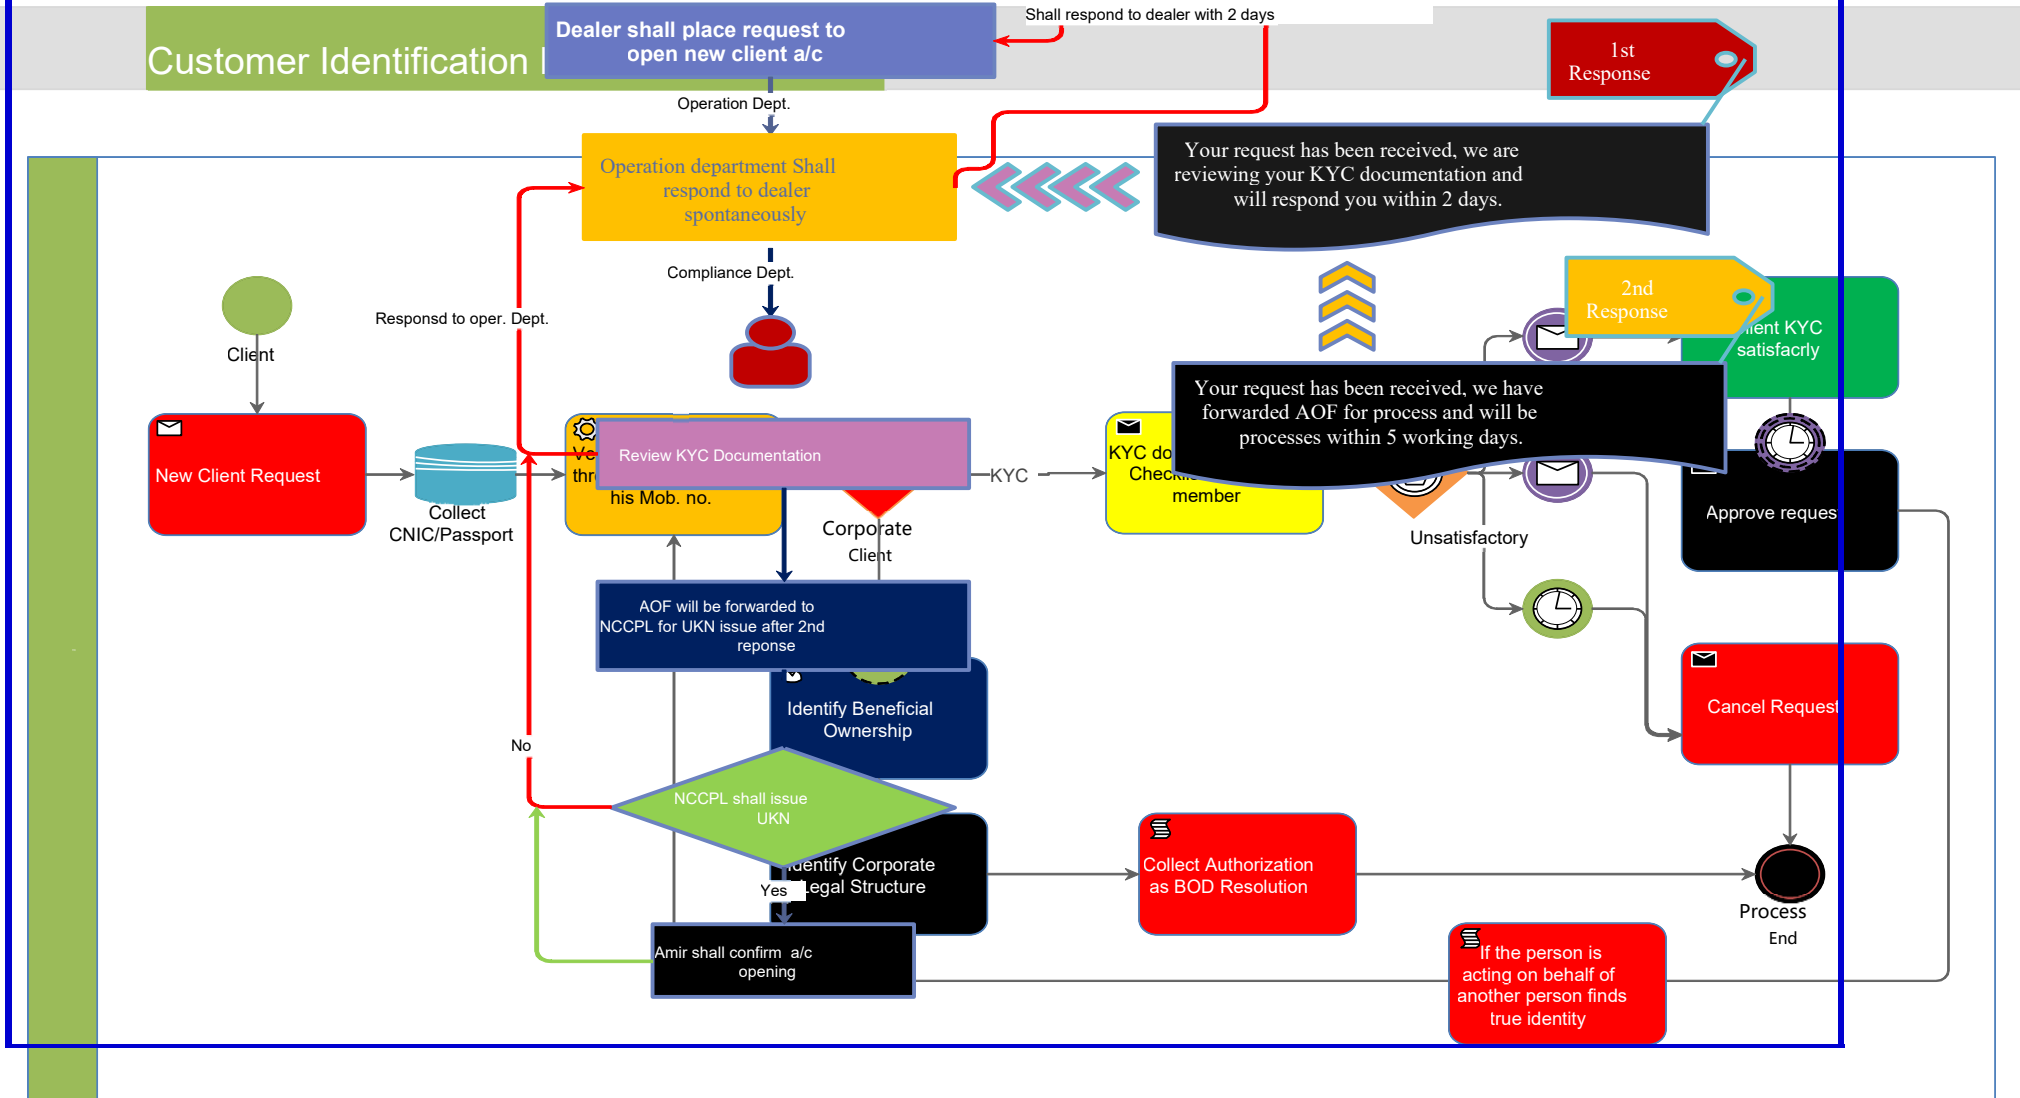 Shall respond to dealer with 2 days
Dealer shall place request to
open new client a/c
Customer Identification
1st
Response
Operation Dept.
Operation department Shall
respond to dealer
spontaneously
Your request has been received, we are
reviewing your KYC documentation and
will respond you within 2 days.
Compliance Dept.
2nd
Response
Responsd to oper. Dept.
Client
KYC
satisfacrly
Your request has been received, we have
forwarded AOF for process and will be
processes within 5 working days.
New Client Request
Collect
CNIC/Passport
his Mob. no.
Review KYC Documentation
KYC
KYC
member
Corporate
Client
Unsatisfactory
Approve request
AOF will be forwarded to
NCCPL for UKN issue after 2nd
reponse
Identify Beneficial
Ownership
Cancel Request
No
NCCPL shall issue
UKN
Identify Corporate
Legal Structure
Yes
Collect Authorization
as BOD Resolution
Process
End
Amir shall confirm a/c
opening
If the person is
acting on behalf of
another person finds
true identity